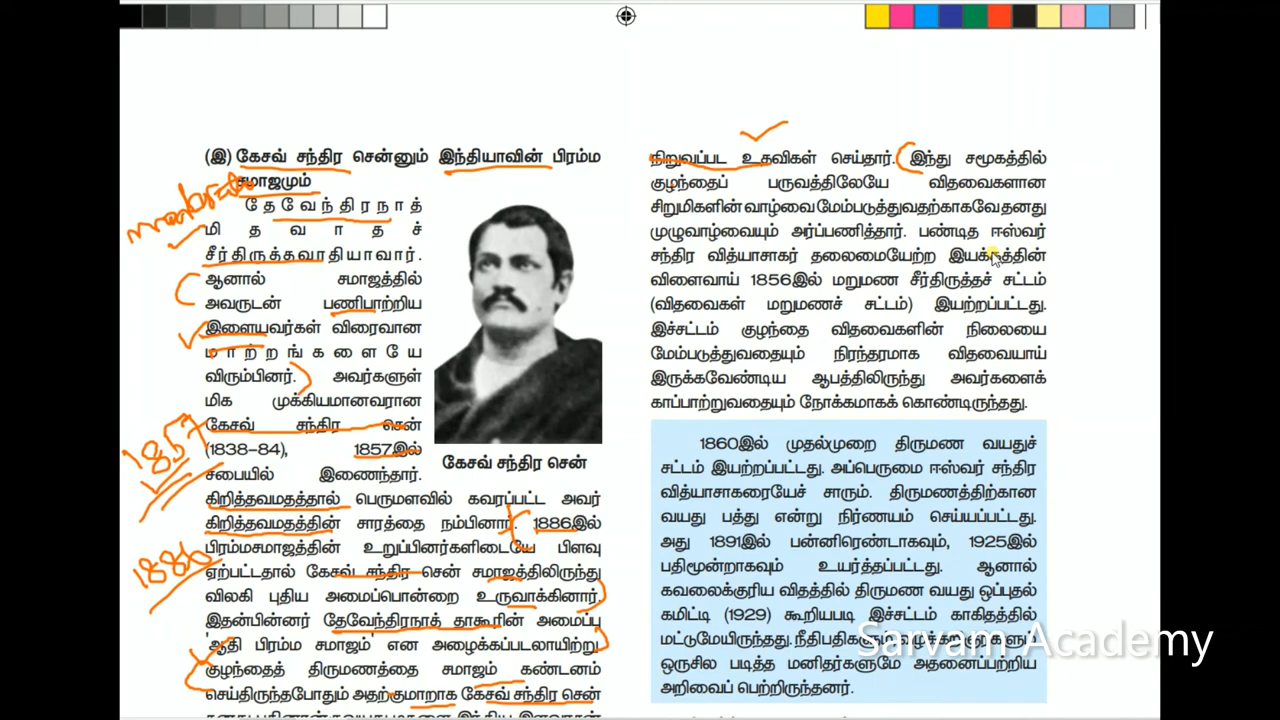 (இ) கேசவ் சந்திர சென்னும் இந்தியாவின் பிரம்ம
சமாஜமும்
தேவேந்திரநாத்
மிதவாதச்
சீர்திருத்தவாதியாவார்.
ஆனால் சமாஜத்தில்
அவருடன் பணிபாற்றிய
இளையவர்கள் விரைவான
மாற்றங்களையே
விரும்பினர். அவர்களுள்
மிக முக்கியமானவரான
கேசவ் சந்திர சென்
(1838-84), 1857இல்
சபையில் இணைந்தார்.
கிறித்தவமதத்தால் பெருமளவில் கவரப்பட்ட அவர்
கிறித்தவமதத்தின் சாரத்தை நம்பினார். 1886இல்
பிரம்மசமாஜத்தின் உறுப்பினர்களிடையே பிளவு
ஏற்பட்டதால் கேசவ் சந்திர சென் சமாஜத்திலிருந்து
விலகி புதிய அமைப்பொன்றை உருவாக்கினார்.
இதன்பின்னர் தேவேந்திரநாத் தாகூரின் அமைப்பு
'ஆதி பிரம்ம சமாஜம்' என அழைக்கப்படலாயிற்று.
குழந்தைத் திருமணத்தை சமாஜம் கண்டனம்
செய்திருந்தபோதும் அதற்குமாறாக கேசவ் சந்திர சென்
1857
1886
கேசவ் சந்திர சென்
நிறுவப்பட உதவிகள் செய்தார். இந்து சமூகத்தில்
குழந்தைப் பருவத்திலேயே விதவைகளான
சிறுமிகளின் வாழ்வை மேம்படுத்துவதற்காகவே தனது
முழுவாழ்வையும் அர்ப்பணித்தார். பண்டித ஈஸ்வர்
சந்திர வித்யாசாகர் தலைமையேற்ற இயக்கத்தின்
விளைவாய் 1856இல் மறுமண சீர்திருத்தச் சட்டம்
(விதவைகள் மறுமணச் சட்டம்) இயற்றப்பட்டது.
இச்சட்டம் குழந்தை விதவைகளின் நிலையை
மேம்படுத்துவதையும் நிரந்தரமாக விதவையாய்
இருக்கவேண்டிய ஆபத்திலிருந்து அவர்களைக்
காப்பாற்றுவதையும் நோக்கமாகக் கொண்டிருந்தது.
1860இல் முதல்முறை திருமண வயதுச்
சட்டம் இயற்றப்பட்டது. அப்பெருமை ஈஸ்வர் சந்திர
வித்யாசாகரையேச் சாரும். திருமணத்திற்கான
வயது பத்து என்று நிர்ணயம் செய்யப்பட்டது.
அது 1891இல் பன்னிரெண்டாகவும், 1925இல்
பதிமூன்றாகவும் உயர்த்தப்பட்டது. ஆனால்
கவலைக்குரிய விதத்தில் திருமண வயது ஒப்புதல்
கமிட்டி (1929) கூறியபடி இச்சட்டம் காகிதத்தில்
மட்டுமேயிருந்தது. நீதிபதிகளும் வழக்கறிஞர்களும்
ஒருசில படித்த மனிதர்களுமே அதனைப்பற்றிய
அறிவைப் பெற்றிருந்தனர்.
Sarvam Academy